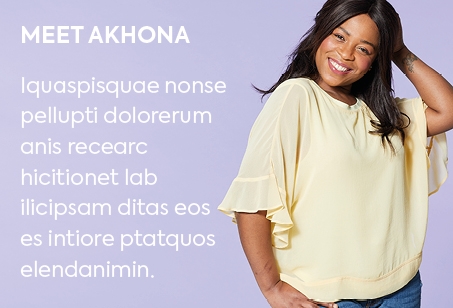 MEET AKHONA
Iquaspisquae nonse
pellupti dolorerum
anis recearc
hicitionet lab
ilicipsam ditas eos
es intiore ptatquos
elendanimin.